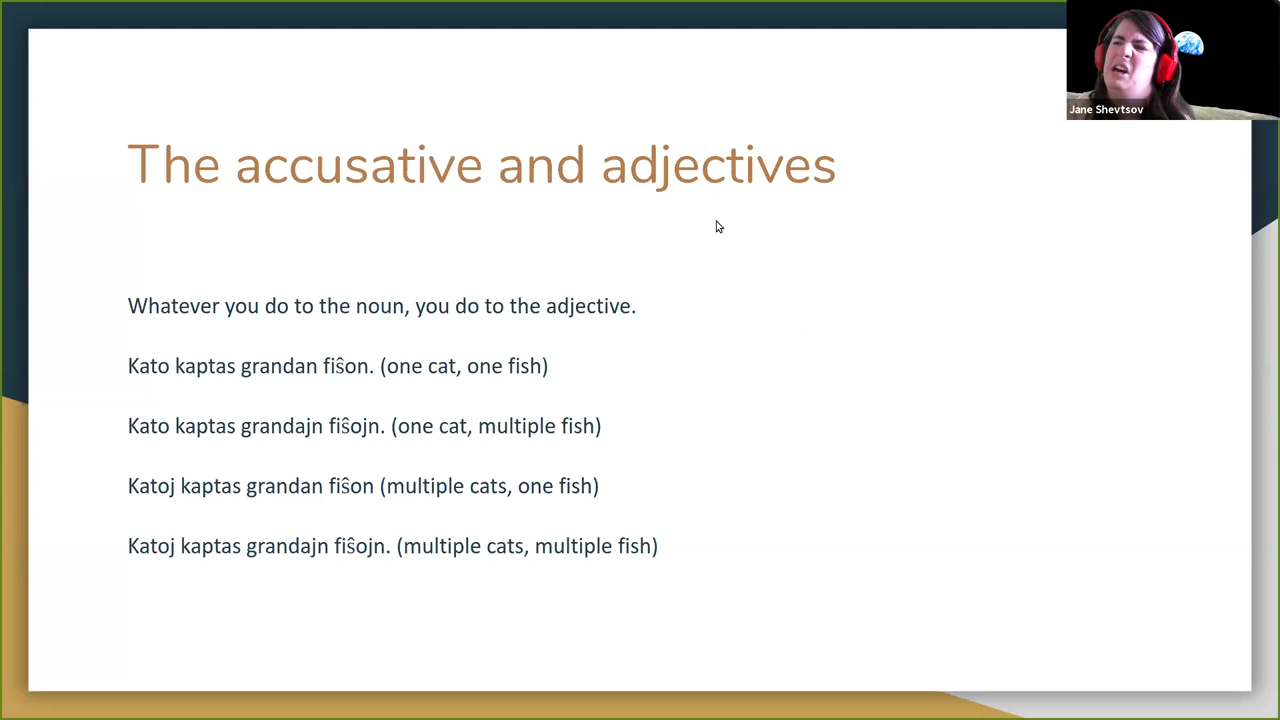 Jane Shevtsov
The accusative and adjectives
Whatever you do to the noun, you do to the adjective.
Kato kaptas grandan fiŝon. (one cat, one fish)
Kato kaptas grandajn fiŝojn. (one cat, multiple fish)
Katoj kaptas grandan fiŝon (multiple cats, one fish)
Katoj kaptas grandajn fiŝojn. (multiple cats, multiple fish)